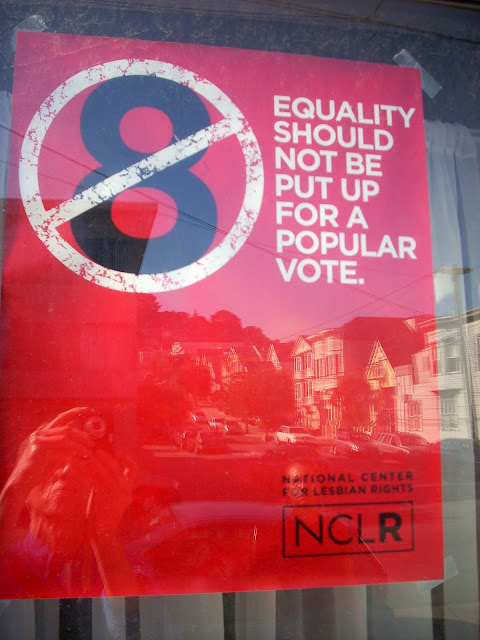 8
EQUALITY
SHOULD
NOT BE
PUT UP
FOR A
POPULAR
VOTE.
NATIONAL CENTER
FOR LESBIAN RIGHTS
NCLR